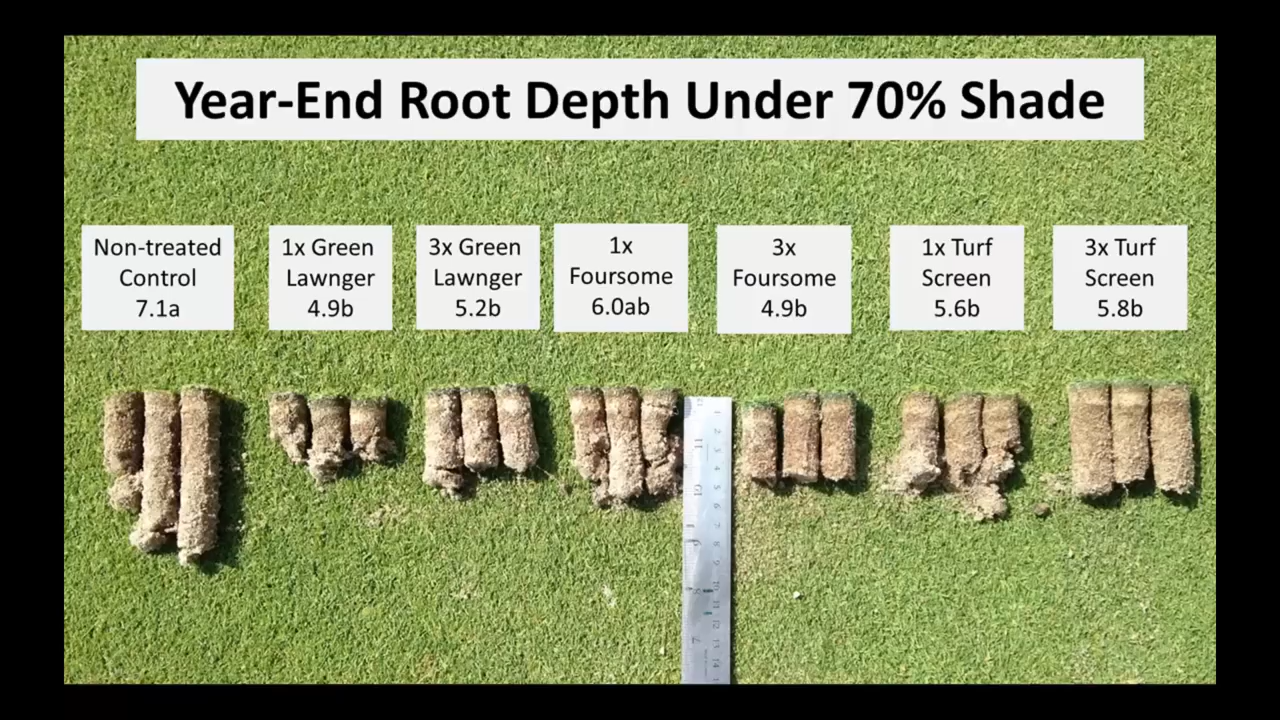 Year-End Root Depth Under 70% Shade
Non-treated
Control
7.1a
1x Green
Lawnger
4.9b
3x Green
Lawnger
5.2b
1x
Foursome
6.0ab
3x
Foursome
4.9b
1x Turf
Screen
5.6b
3x Turf
Screen
5.8b